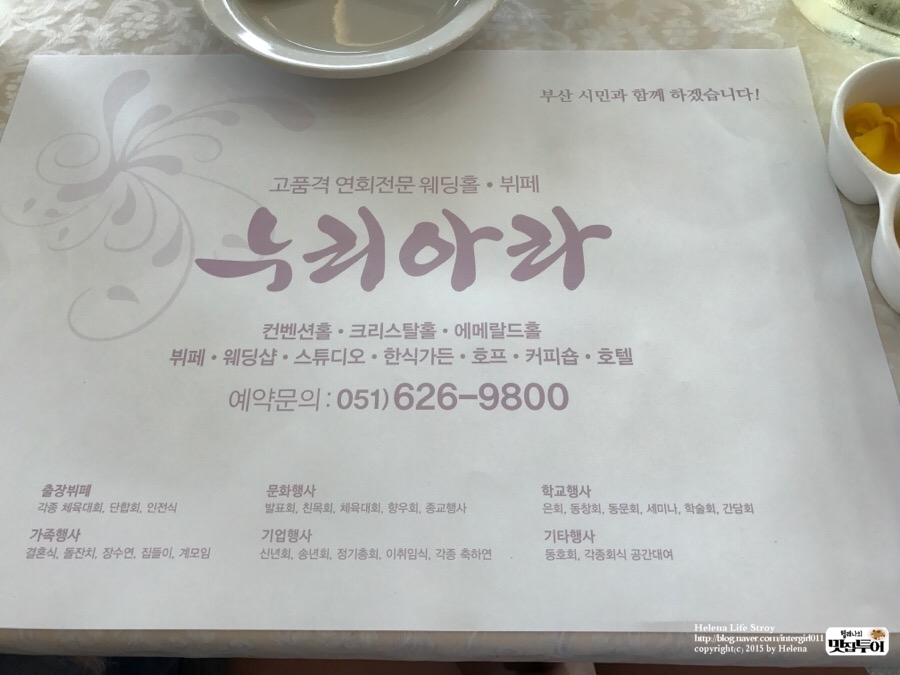 부산 시민과 함께 하겠습니다!
고품격 연회전문 웨딩홀 • 뷔페
누리아라
컨벤션홀 • 크리스탈홀 • 에메랄드홀
뷔페 • 웨딩샵 • 스튜디오 • 한식가든 • 호프 • 커피숍 • 호텔
예약문의 : 051) 626-9800
출장뷔페
각종 체육대회, 단합회, 인전식
문화행사
발표회, 친목회, 체육대회, 향우회, 종교행사
학교행사
은회, 동창회, 동문회, 세미나, 학술회, 간담회
가족행사
결혼식, 돌잔치, 장수연, 집들이, 계모임
기업행사
신년회, 송년회, 정기총회, 이취임식, 각종 축하연
기타행사
동호회, 각종회식 공간대여
Helena Life Stroy
http://blog.naver.com/intergirl011
copyright(c) 2015 by Helena
헬레나의
맛집투어